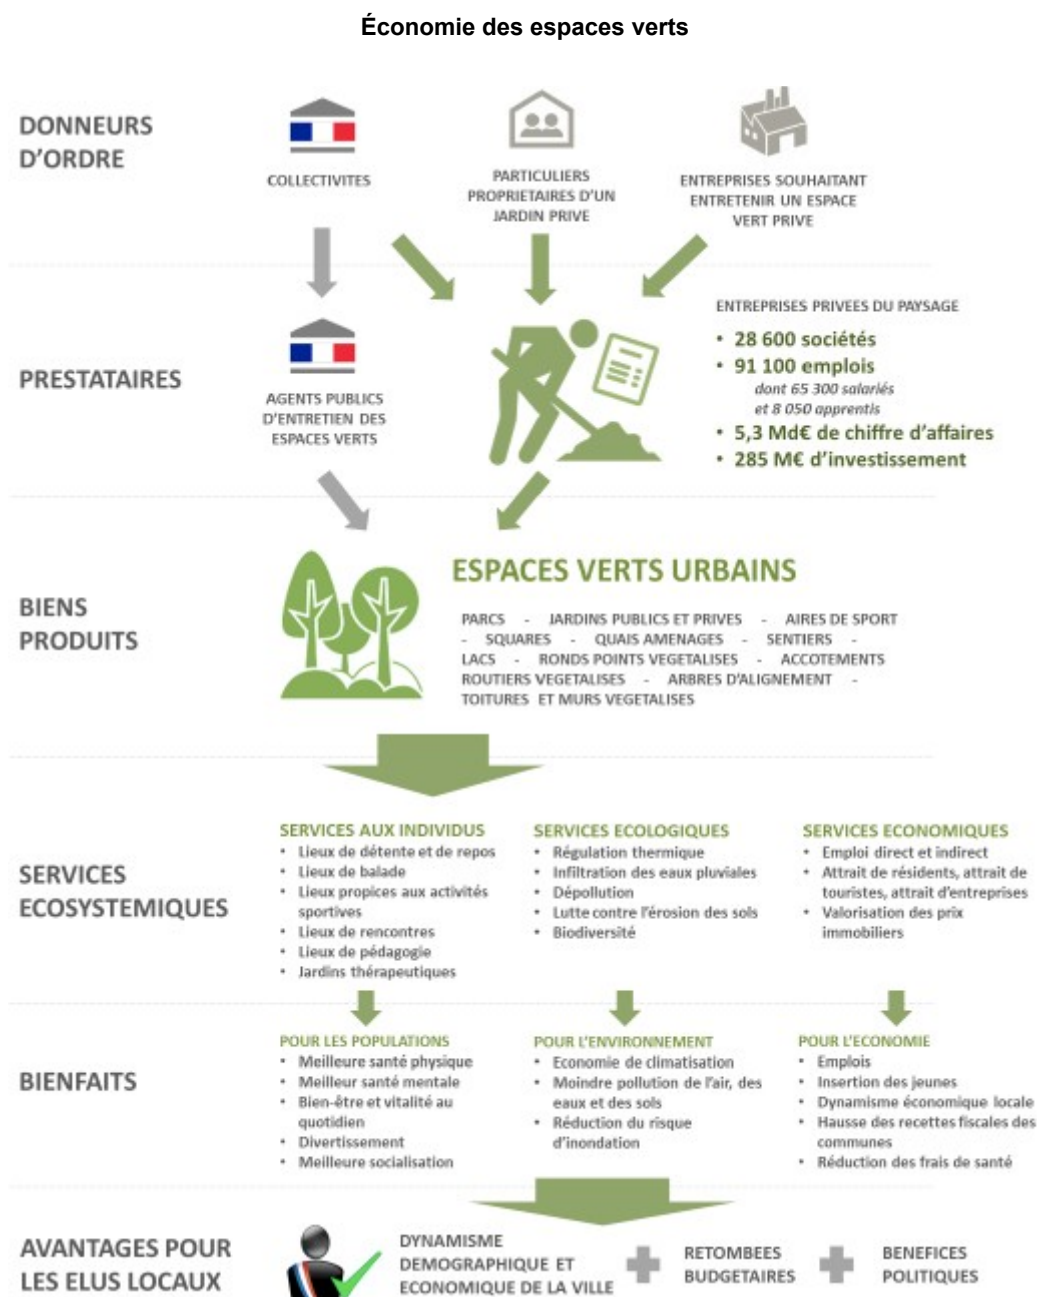 Économie des espaces verts
DONNEURS
D'ORDRE
COLLECTIVITES
PARTICULIERS
PROPRIETAIRES D'UN
JARDIN PRIVE
ENTREPRISES SOUHAITANT
ENTRETENIR UN ESPACE
VERT PRIVE
PRESTATAIRES
AGENTS PUBLICS
D'ENTRETIEN DES
ESPACES VERTS
ENTREPRISES PRIVEES DU PAYSAGE
• 28 600 sociétés
• 91 100 emplois
dont 65 300 salariés
et 8 050 apprentis
• 5,3 Md€ de chiffre d'affaires
• 285 M€ d'investissement
BIENS
PRODUITS
ESPACES VERTS URBAINS
PARCS - JARDINS PUBLICS ET PRIVES - AIRES DE SPORT
- SQUARES - QUAIS AMENAGES - SENTIERS -
LACS - RONDS POINTS VEGETALISES - ACCOTEMENTS
ROUTIERS VEGETALISES - ARBRES D'ALIGNEMENT -
TOITURES ET MURS VEGETALISES
SERVICES
ECOSYSTEMIQUES
SERVICES AUX INDIVIDUS
• Lieux de détente et de repos
• Lieux de balade
• Lieux propices aux activités
sportives
• Lieux de rencontres
• Lieux de pédagogie
• Jardins thérapeutiques
SERVICES ECOLOGIQUES
• Régulation thermique
• Infiltration des eaux pluviales
• Dépollution
• Lutte contre l'érosion des sols
• Biodiversité
SERVICES ECONOMIQUES
• Emploi direct et indirect
• Attrait de résidents, attrait de
touristes, attrait d'entreprises
• Valorisation des prix
immobiliers
BIENFAITS
POUR LES POPULATIONS
• Meilleure santé physique
• Meilleur santé mentale
• Bien-être et vitalité au
quotidien
• Divertissement
• Meilleure socialisation
POUR L'ENVIRONNEMENT
• Economie de climatisation
• Moindre pollution de l'air, des
eaux et des sols
• Réduction du risque
d'inondation
POUR L'ECONOMIE
• Emplois
• Insertion des jeunes
• Dynamisme économique locale
• Hausse des recettes fiscales des
communes
• Réduction des frais de santé
AVANTAGES POUR
LES ELUS LOCAUX
DYNAMISME
DEMOGRAPHIQUE ET
ECONOMIQUE DE LA VILLE
RETOMBEES
BUDGETAIRES
BENEFICES
POLITIQUES